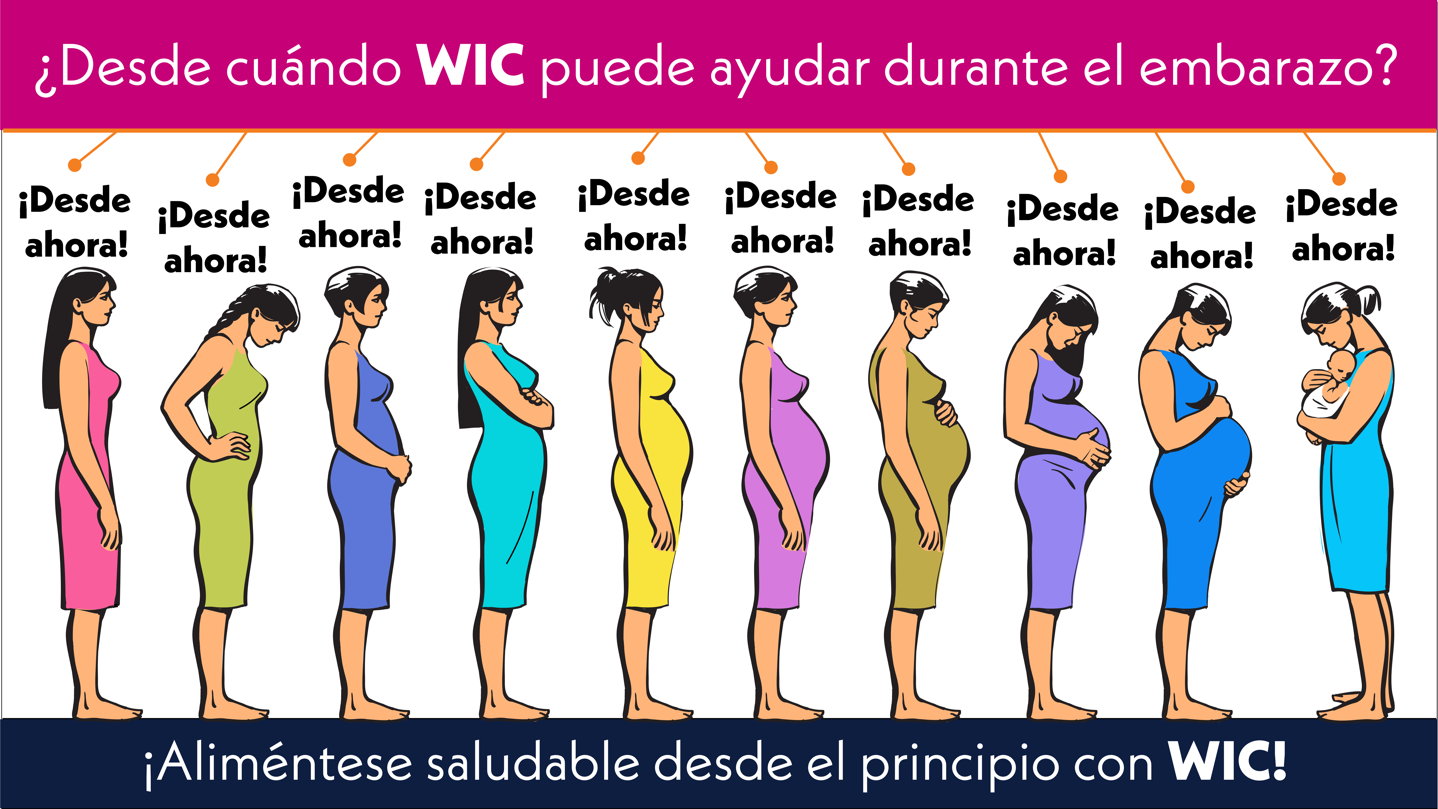 ¿Desde cuándo WIC puede ayudar durante el embarazo?
¡Desde
ahora!
¡Desde
ahora!
¡Desde
ahora!
¡Desde
ahora!
¡Desde
ahora!
¡Desde
ahora!
¡Desde
ahora!
¡Desde
ahora!
¡Desde
ahora!
¡Desde
ahora!
¡Aliméntese saludable desde el principio con WIC!